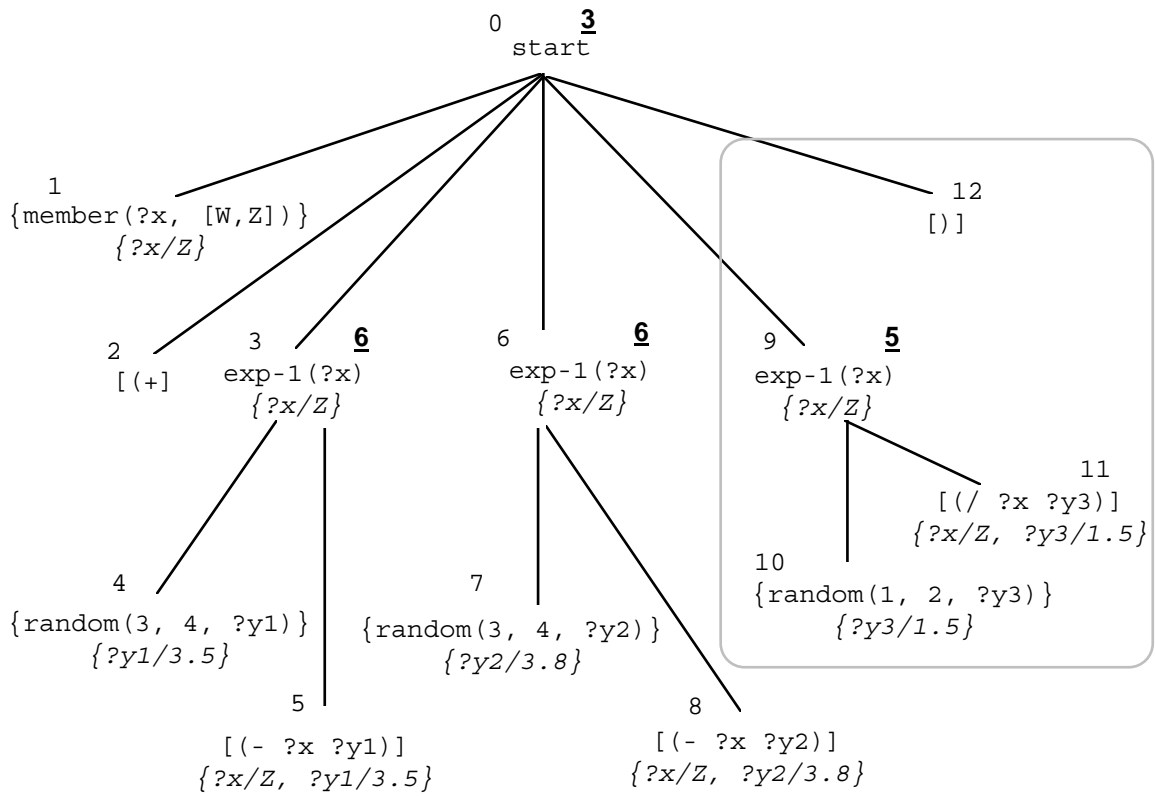 0 3
start
1
{member(?x, [W,Z])}
{?x/Z}
12
[)]
2
[(+]
3 6
exp-1(?x)
{?x/Z}
6 6
exp-1(?x)
{?x/Z}
9 5
exp-1(?x)
{?x/Z}
11
[(/ ?x ?y3)]
{?x/Z, ?y3/1.5}
10
{random(1, 2, ?y3)}
{?y3/1.5}
4
{random(3, 4, ?y1)}
{?y1/3.5}
7
{random(3, 4, ?y2)}
{?y2/3.8}
5
[(- ?x ?y1)]
{?x/Z, ?y1/3.5}
8
[(- ?x ?y2)]
{?x/Z, ?y2/3.8}